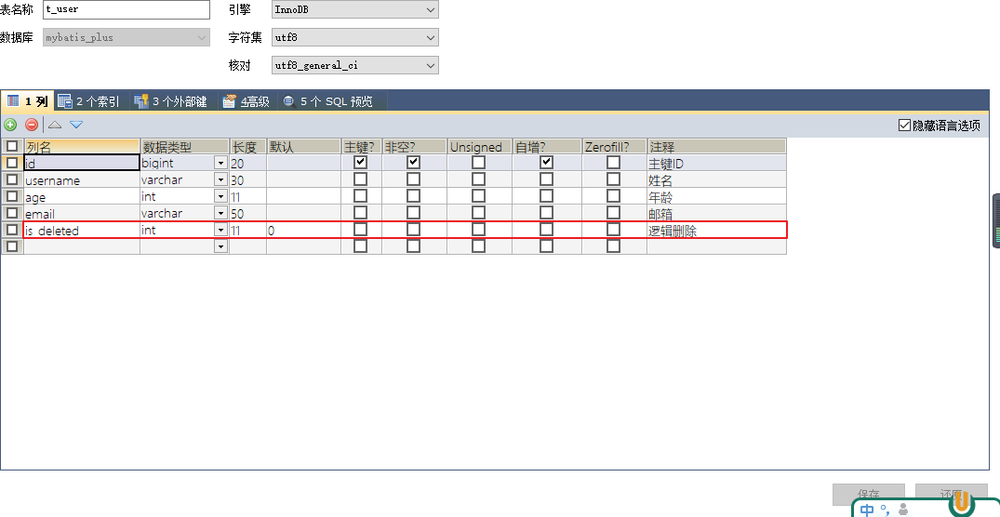 表名称 t_user 引擎 InnoDB
数据库 mybatis_plus 字符集 utf8
核对 utf8_general_ci
1 列 2 个索引 3 个外部键 4高级 5 个 SQL 预览
隐藏语言选项
列名 数据类型 长度 默认 主键? 非空? Unsigned 自增? Zerofill? 注释
id bigint 20 主键ID
username varchar 30 姓名
age int 11 年龄
email varchar 50 邮箱
is_deleted int 11 0 逻辑删除
保存 还原
中 °,